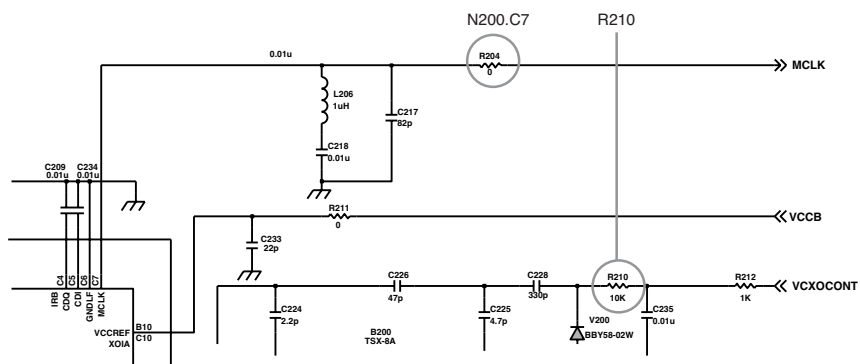 N200.C7
R210
0.01u
R204
0
MCLK
L206
1uH
C217
82p
C218
0.01u
C209
0.01u
C234
0.01u
R211
0
VCCB
C233
22p
C4
C5
C6
C7
IRB
CDQ
CDI
GNDLF
MCLK
C226
47p
C228
330p
R210
10K
R212
1K
VCXOCONT
C224
2.2p
C225
4.7p
V200
BBY58-02W
C235
0.01u
B200
TSX-8A
VCCREF
B10
XOIA
C10